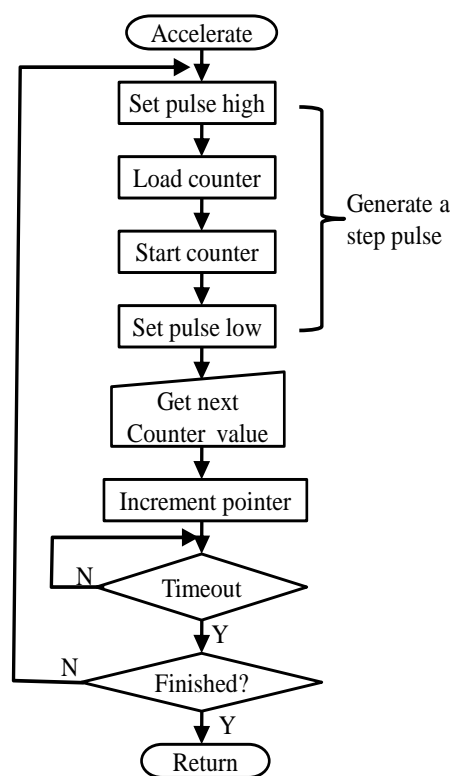 Accelerate
Set pulse high
Load counter
Start counter
Set pulse low
Generate a
step pulse
Get next
Counter value
Increment pointer
N
Timeout
Y
N
Finished?
Y
Return